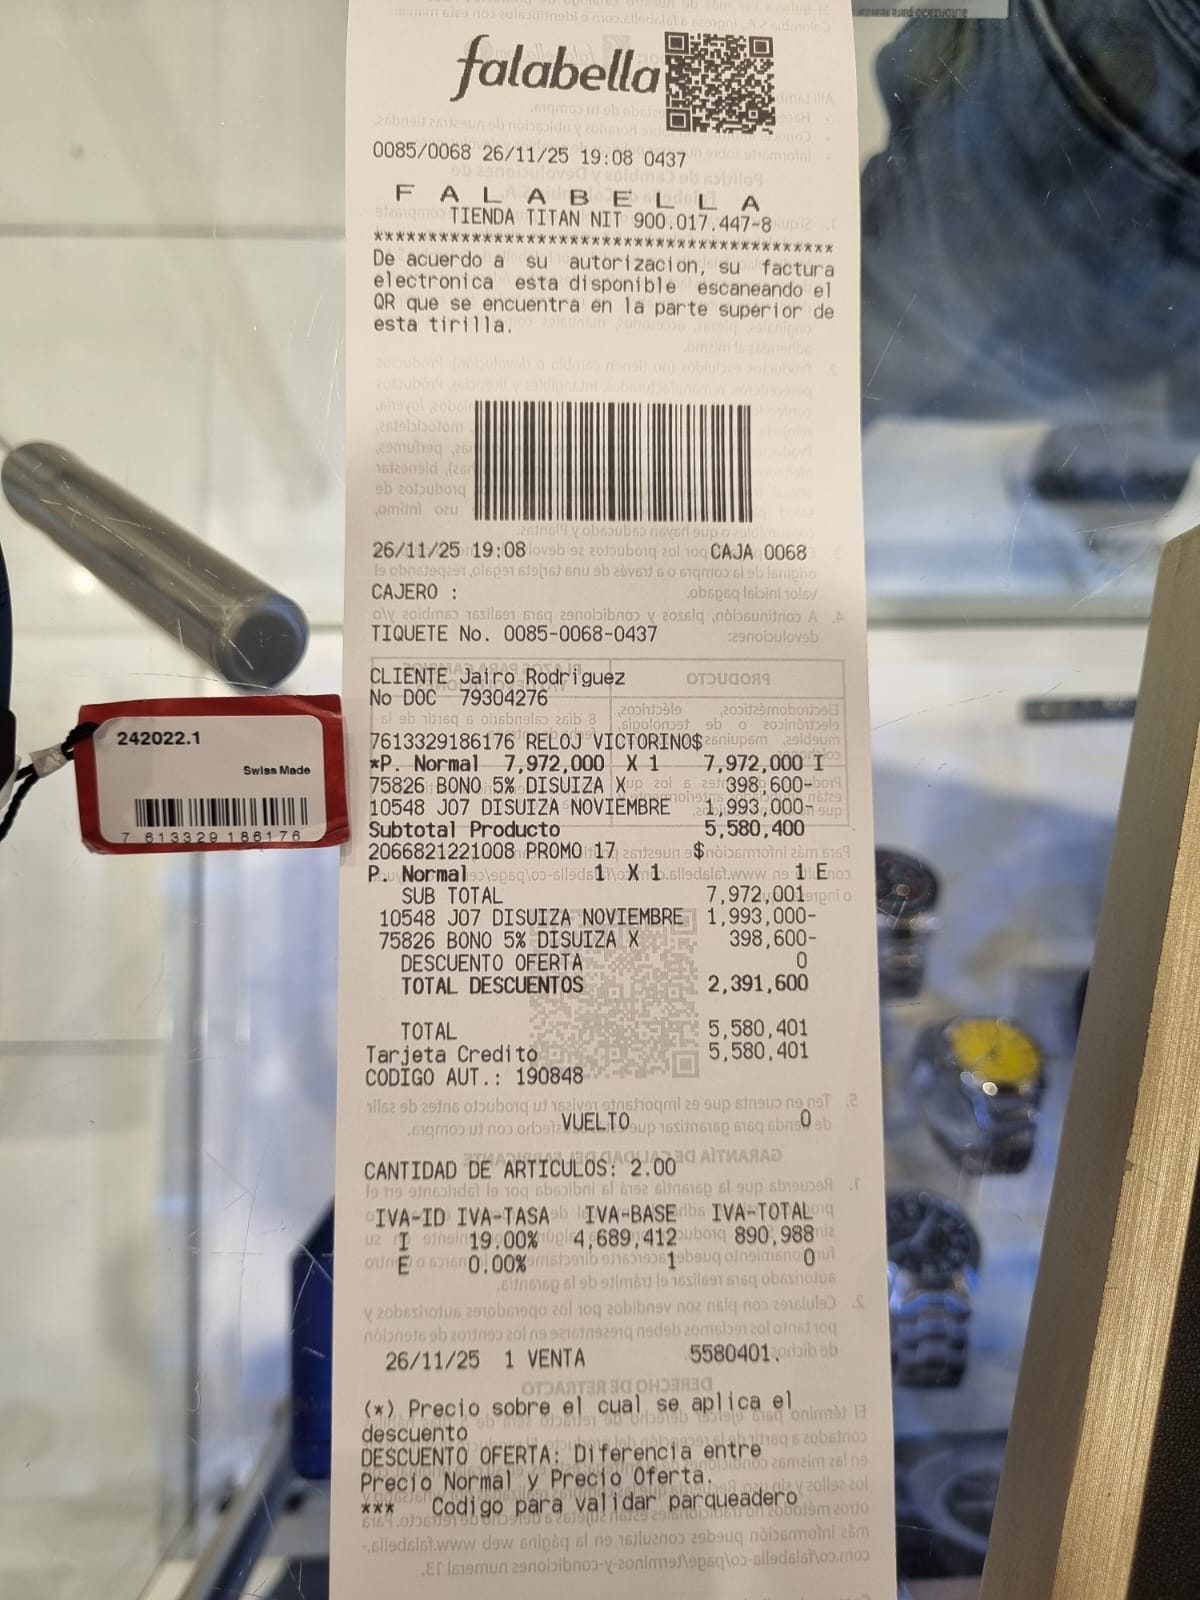 falabella
0085/0068 26/11/25 19:08 0437
F A L A B E L L A
TIENDA TITAN NIT 900.017.447-8
******************************************
De acuerdo a su autorizacion, su factura
electronica esta disponible escaneando el
QR que se encuentra en la parte superior de
esta tirilla.
26/11/25 19:08 CAJA 0068
CAJERO :
TIQUETE No. 0085-0068-0437
CLIENTE Jairo Rodriguez
No DOC 79304276
7613329186176 RELOJ VICTORINO$
*P. Normal 7,972,000 X 1 7,972,000 I
75826 BONO 5% DISUIZA X 398,600-
10548 J07 DISUIZA NOVIEMBRE 1,993,000-
Subtotal Producto 5,580,400
2066821221008 PROMO 17 $
P. Normal 1 X 1 1 E
SUB TOTAL 7,972,001
10548 J07 DISUIZA NOVIEMBRE 1,993,000-
75826 BONO 5% DISUIZA X 398,600-
DESCUENTO OFERTA 0
TOTAL DESCUENTOS 2,391,600
TOTAL 5,580,401
Tarjeta Credito 5,580,401
CODIGO AUT.: 190848
VUELTO 0
CANTIDAD DE ARTICULOS: 2.00
IVA-ID IVA-TASA IVA-BASE IVA-TOTAL
I 19.00% 4,689,412 890,988
E 0.00% 1 0
26/11/25 1 VENTA 5580401.
(*) Precio sobre el cual se aplica el
descuento
DESCUENTO OFERTA: Diferencia entre
Precio Normal y Precio Oferta.
*** Codigo para validar parqueadero
242022.1
Swiss Made
7 613329 186176